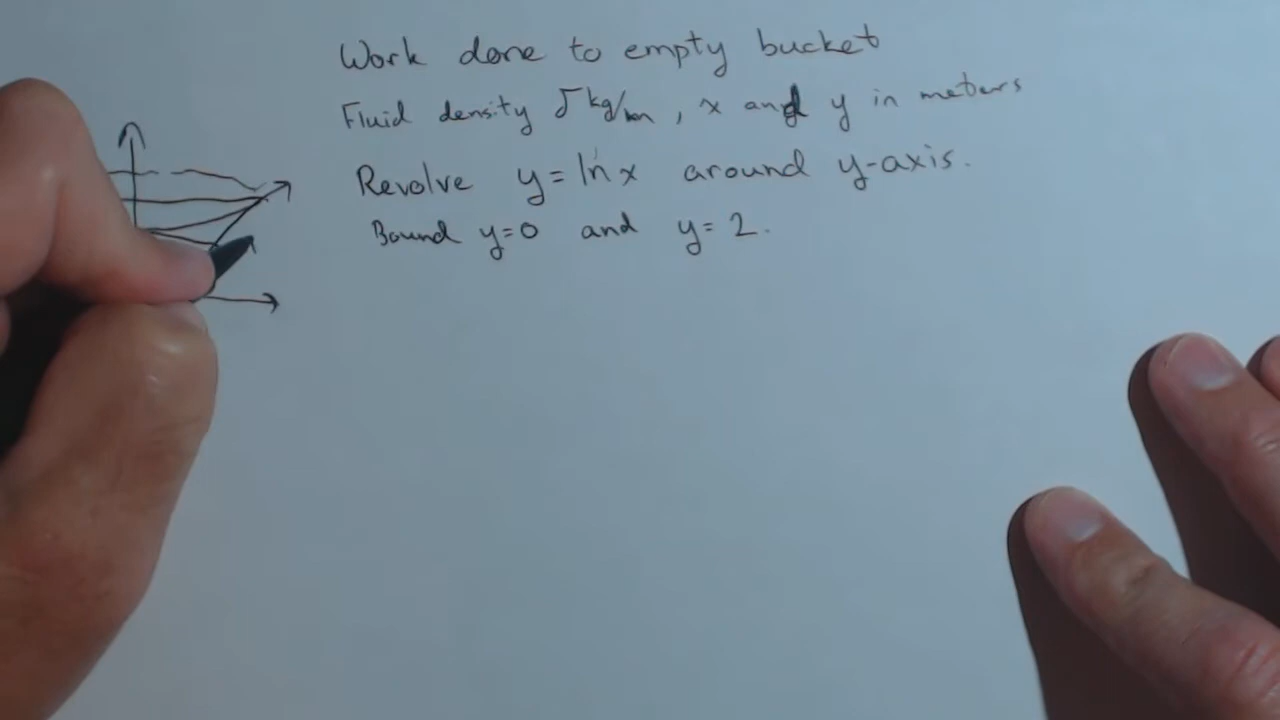 Work done to empty bucket
Fluid density δ kg/m , x and y in meters
Revolve y=ln x around y-axis.
Bound y=0 and y=2.